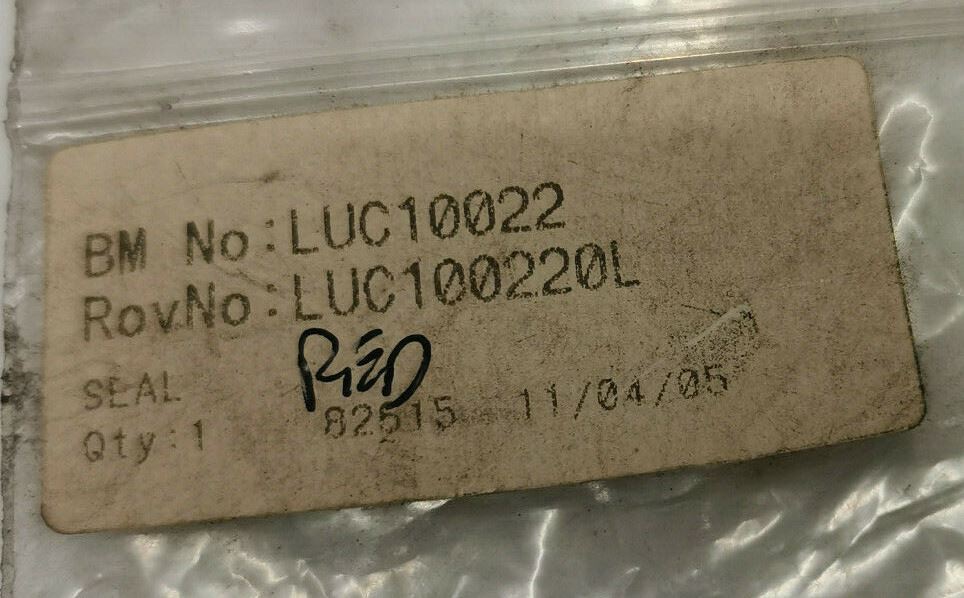 BM No:LUC10022
RovNo:LUC100220L
RED
SEAL
82515 11/04/05
Qty:1